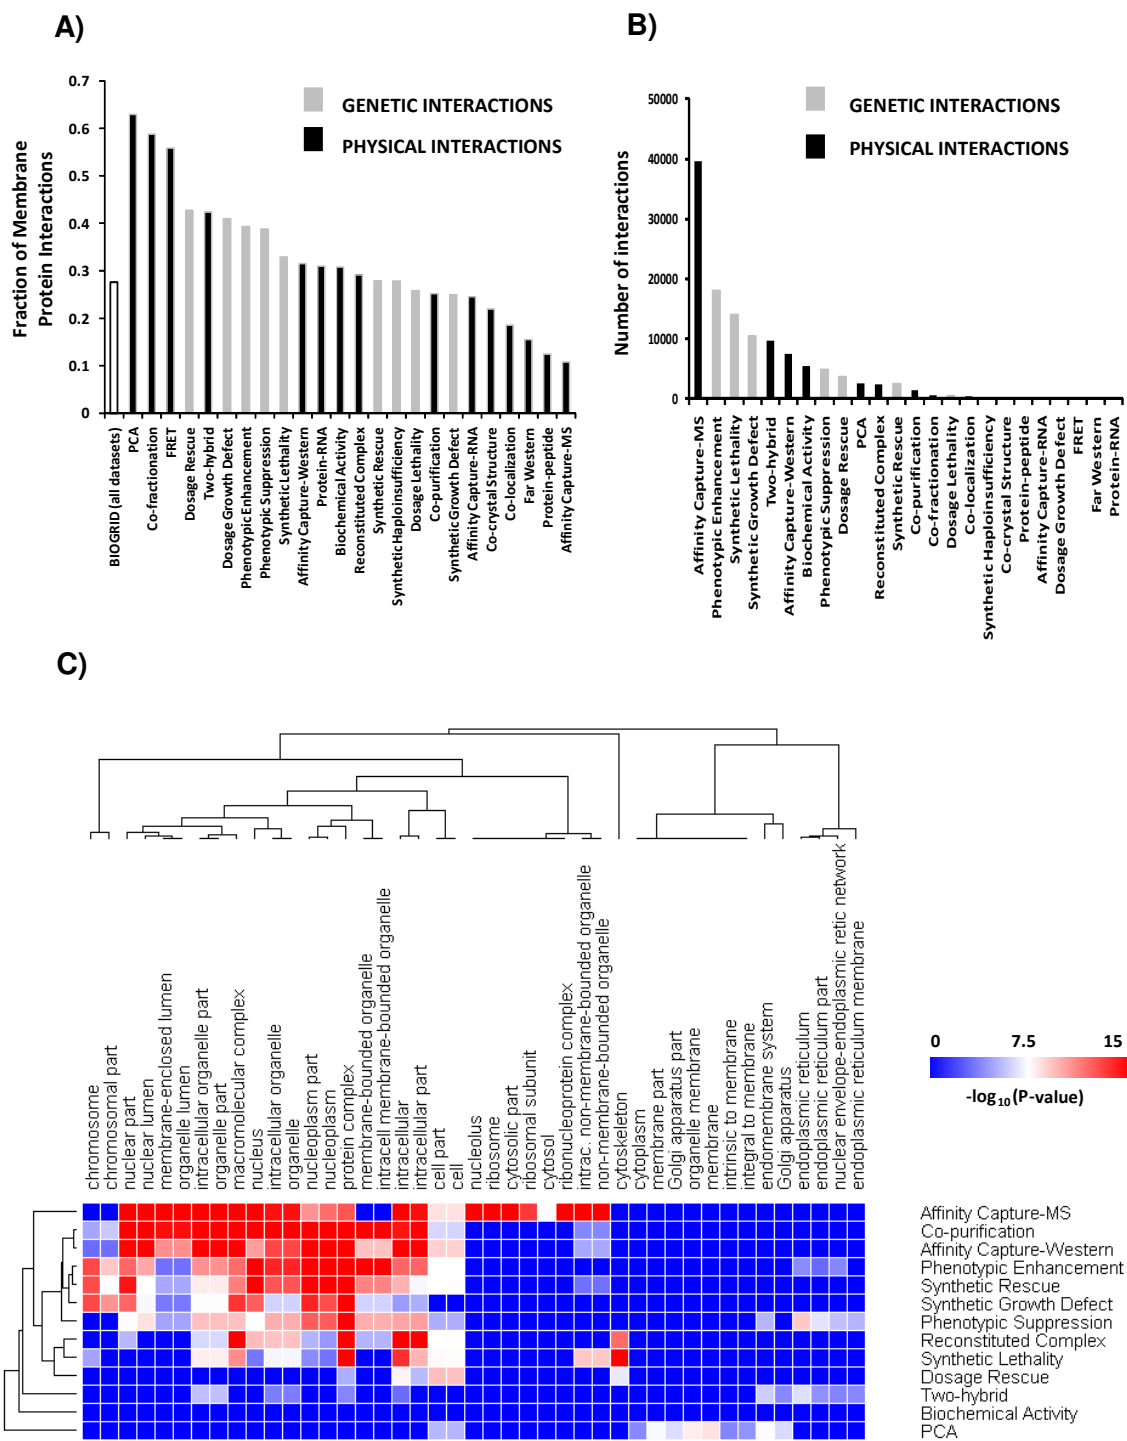 A)
0.7
0.6
0.5
0.4
0.3
0.2
0.1
0
Fraction of Membrane
Protein Interactions
GENETIC INTERACTIONS
PHYSICAL INTERACTIONS
BIOGRID (all datasets)
PCA
Co-fractionation
FRET
Dosage Rescue
Two-hybrid
Dosage Growth Defect
Phenotypic Enhancement
Phenotypic Suppression
Synthetic Lethality
Affinity Capture-Western
Protein-RNA
Biochemical Activity
Reconstituted Complex
Synthetic Rescue
Synthetic Haploinsufficiency
Dosage Lethality
Co-purification
Synthetic Growth Defect
Affinity Capture-RNA
Co-crystal Structure
Co-localization
Far Western
Protein-peptide
Affinity Capture-MS
B)
50000
40000
30000
20000
10000
0
Number of interactions
GENETIC INTERACTIONS
PHYSICAL INTERACTIONS
Affinity Capture-MS
Phenotypic Enhancement
Synthetic Lethality
Synthetic Growth Defect
Two-hybrid
Affinity Capture-Western
Biochemical Activity
Phenotypic Suppression
Dosage Rescue
PCA
Reconstituted Complex
Synthetic Rescue
Co-purification
Co-fractionation
Dosage Lethality
Co-localization
Synthetic Haploinsufficiency
Co-crystal Structure
Protein-peptide
Affinity Capture-RNA
Dosage Growth Defect
FRET
Far Western
Protein-RNA
C)
chromosome
chromosomal part
nuclear part
nuclear lumen
membrane-enclosed lumen
organelle lumen
intracellular organelle part
organelle part
macromolecular complex
nucleus
intracellular organelle
organelle
nucleoplasm part
nucleoplasm
protein complex
membrane-bounded organelle
intracell membrane-bounded organelle
intracellular
intracellular part
cell part
cell
nucleolus
ribosome
cytosolic part
ribosomal subunit
cytosol
ribonucleoprotein complex
intrac. non-membrane-bounded organelle
non-membrane-bounded organelle
cytoskeleton
cytoplasm
membrane part
Golgi apparatus part
organelle membrane
membrane
intrinsic to membrane
integral to membrane
endomembrane system
Golgi apparatus
endoplasmic reticulum
endoplasmic reticulum part
nuclear envelope-endoplasmic retic network
endoplasmic reticulum membrane
0 7.5 15
-log10(P-value)
Affinity Capture-MS
Co-purification
Affinity Capture-Western
Phenotypic Enhancement
Synthetic Rescue
Synthetic Growth Defect
Phenotypic Suppression
Reconstituted Complex
Synthetic Lethality
Dosage Rescue
Two-hybrid
Biochemical Activity
PCA